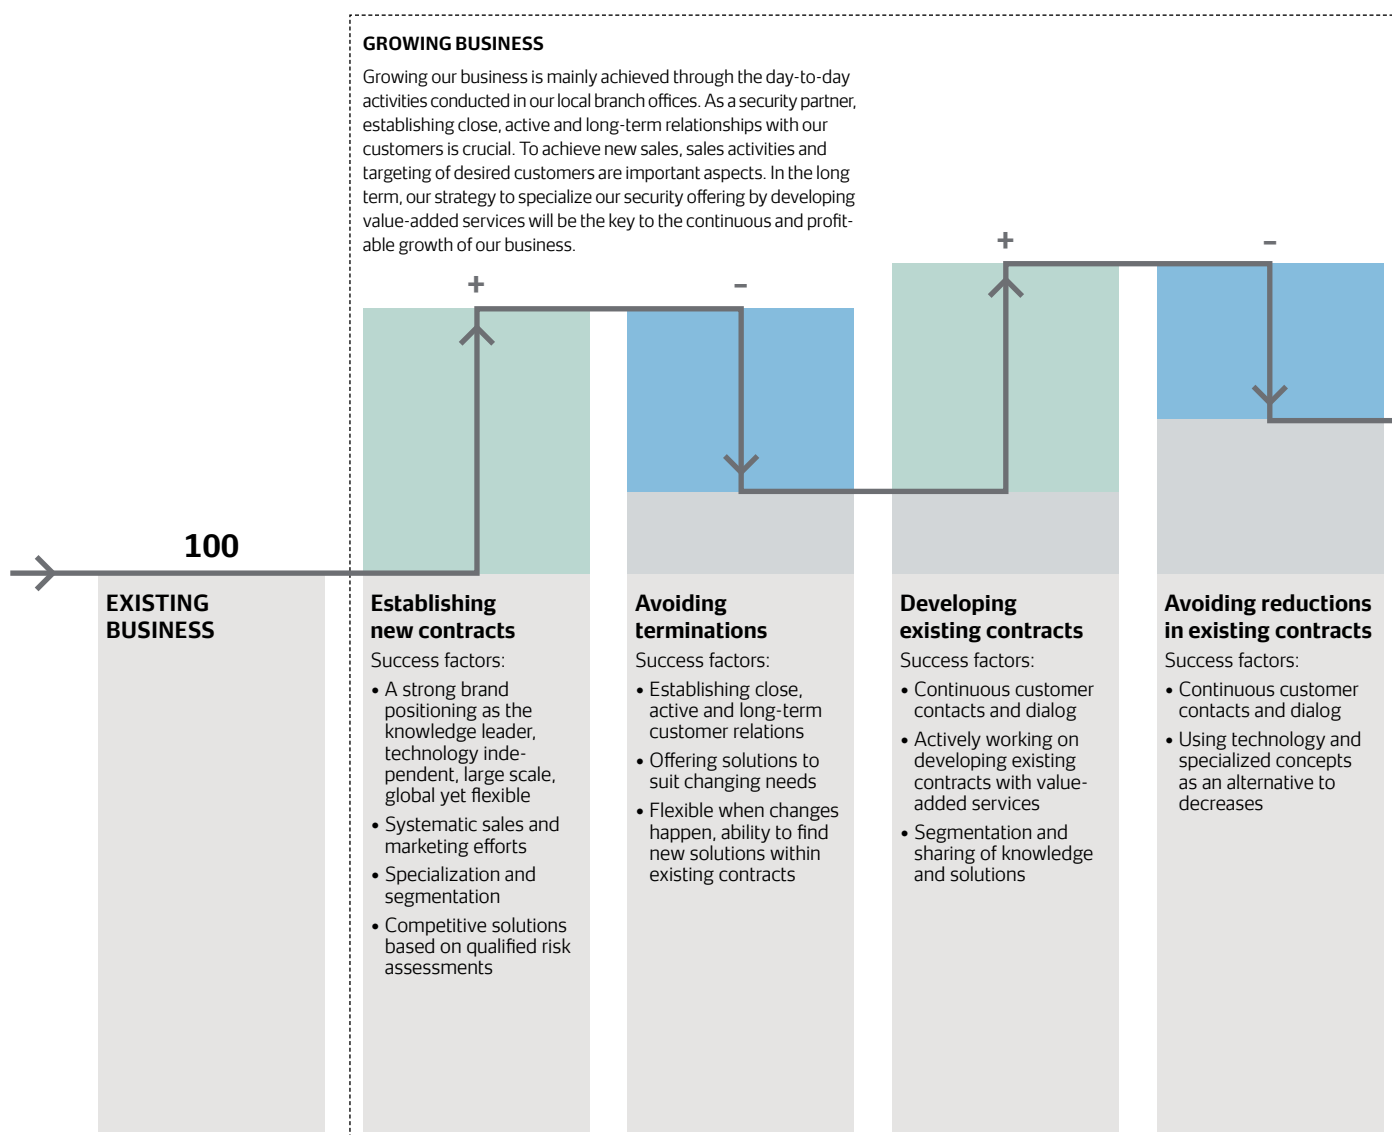 GROWING BUSINESS
Growing our business is mainly achieved through the day-to-day
activities conducted in our local branch offices. As a security partner,
establishing close, active and long-term relationships with our
customers is crucial. To achieve new sales, sales activities and
targeting of desired customers are important aspects. In the long
term, our strategy to specialize our security offering by developing
value-added services will be the key to the continuous and profit-
able growth of our business.
+
–
+
–
100
EXISTING
BUSINESS
Establishing
new contracts
Success factors:
• A strong brand
positioning as the
knowledge leader,
technology inde-
pendent, large scale,
global yet flexible
• Systematic sales and
marketing efforts
• Specialization and
segmentation
• Competitive solutions
based on qualified risk
assessments
Avoiding
terminations
Success factors:
• Establishing close,
active and long-term
customer relations
• Offering solutions to
suit changing needs
• Flexible when changes
happen, ability to find
new solutions within
existing contracts
Developing
existing contracts
Success factors:
• Continuous customer
contacts and dialog
• Actively working on
developing existing
contracts with value-
added services
• Segmentation and
sharing of knowledge
and solutions
Avoiding reductions
in existing contracts
Success factors:
• Continuous customer
contacts and dialog
• Using technology and
specialized concepts
as an alternative to
decreases